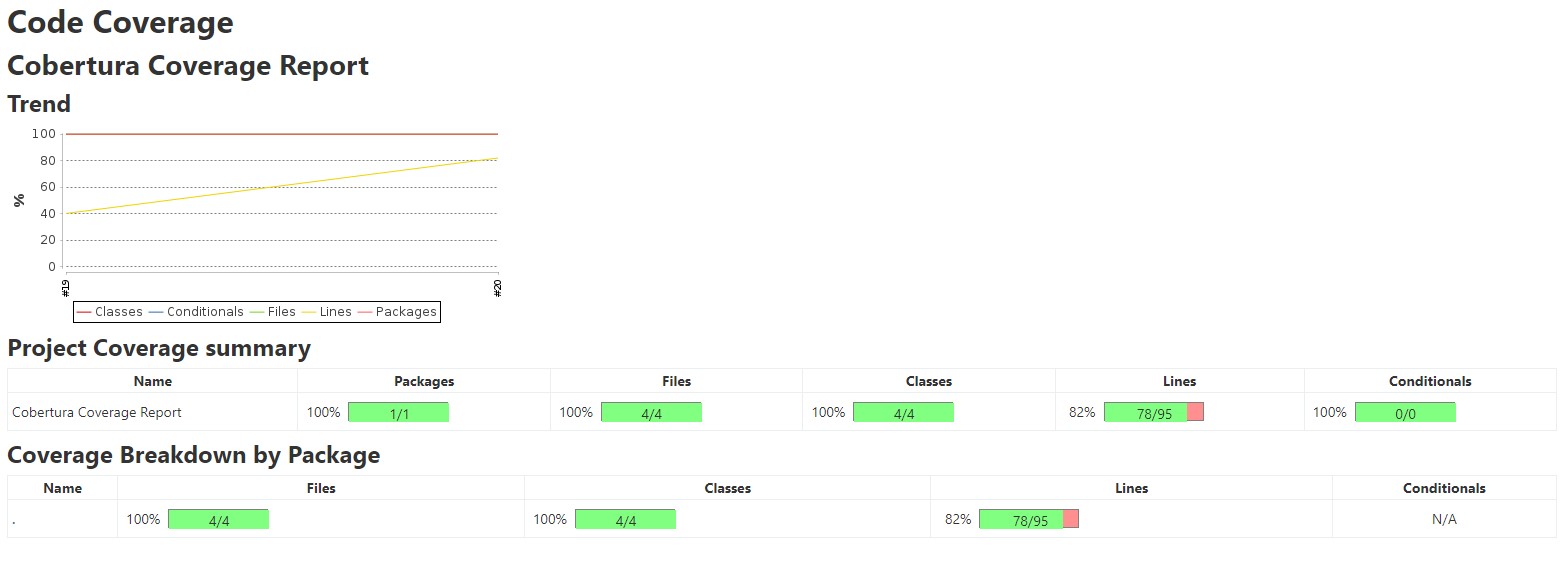 Code Coverage
Cobertura Coverage Report
Trend
100
80
60
40
20
0
%
#19
#20
Classes Conditionals Files Lines Packages
Project Coverage summary
Name Packages Files Classes Lines Conditionals
Cobertura Coverage Report 100% 1/1 100% 4/4 100% 4/4 82% 78/95 100% 0/0
Coverage Breakdown by Package
Name Files Classes Lines Conditionals
. 100% 4/4 100% 4/4 82% 78/95 N/A